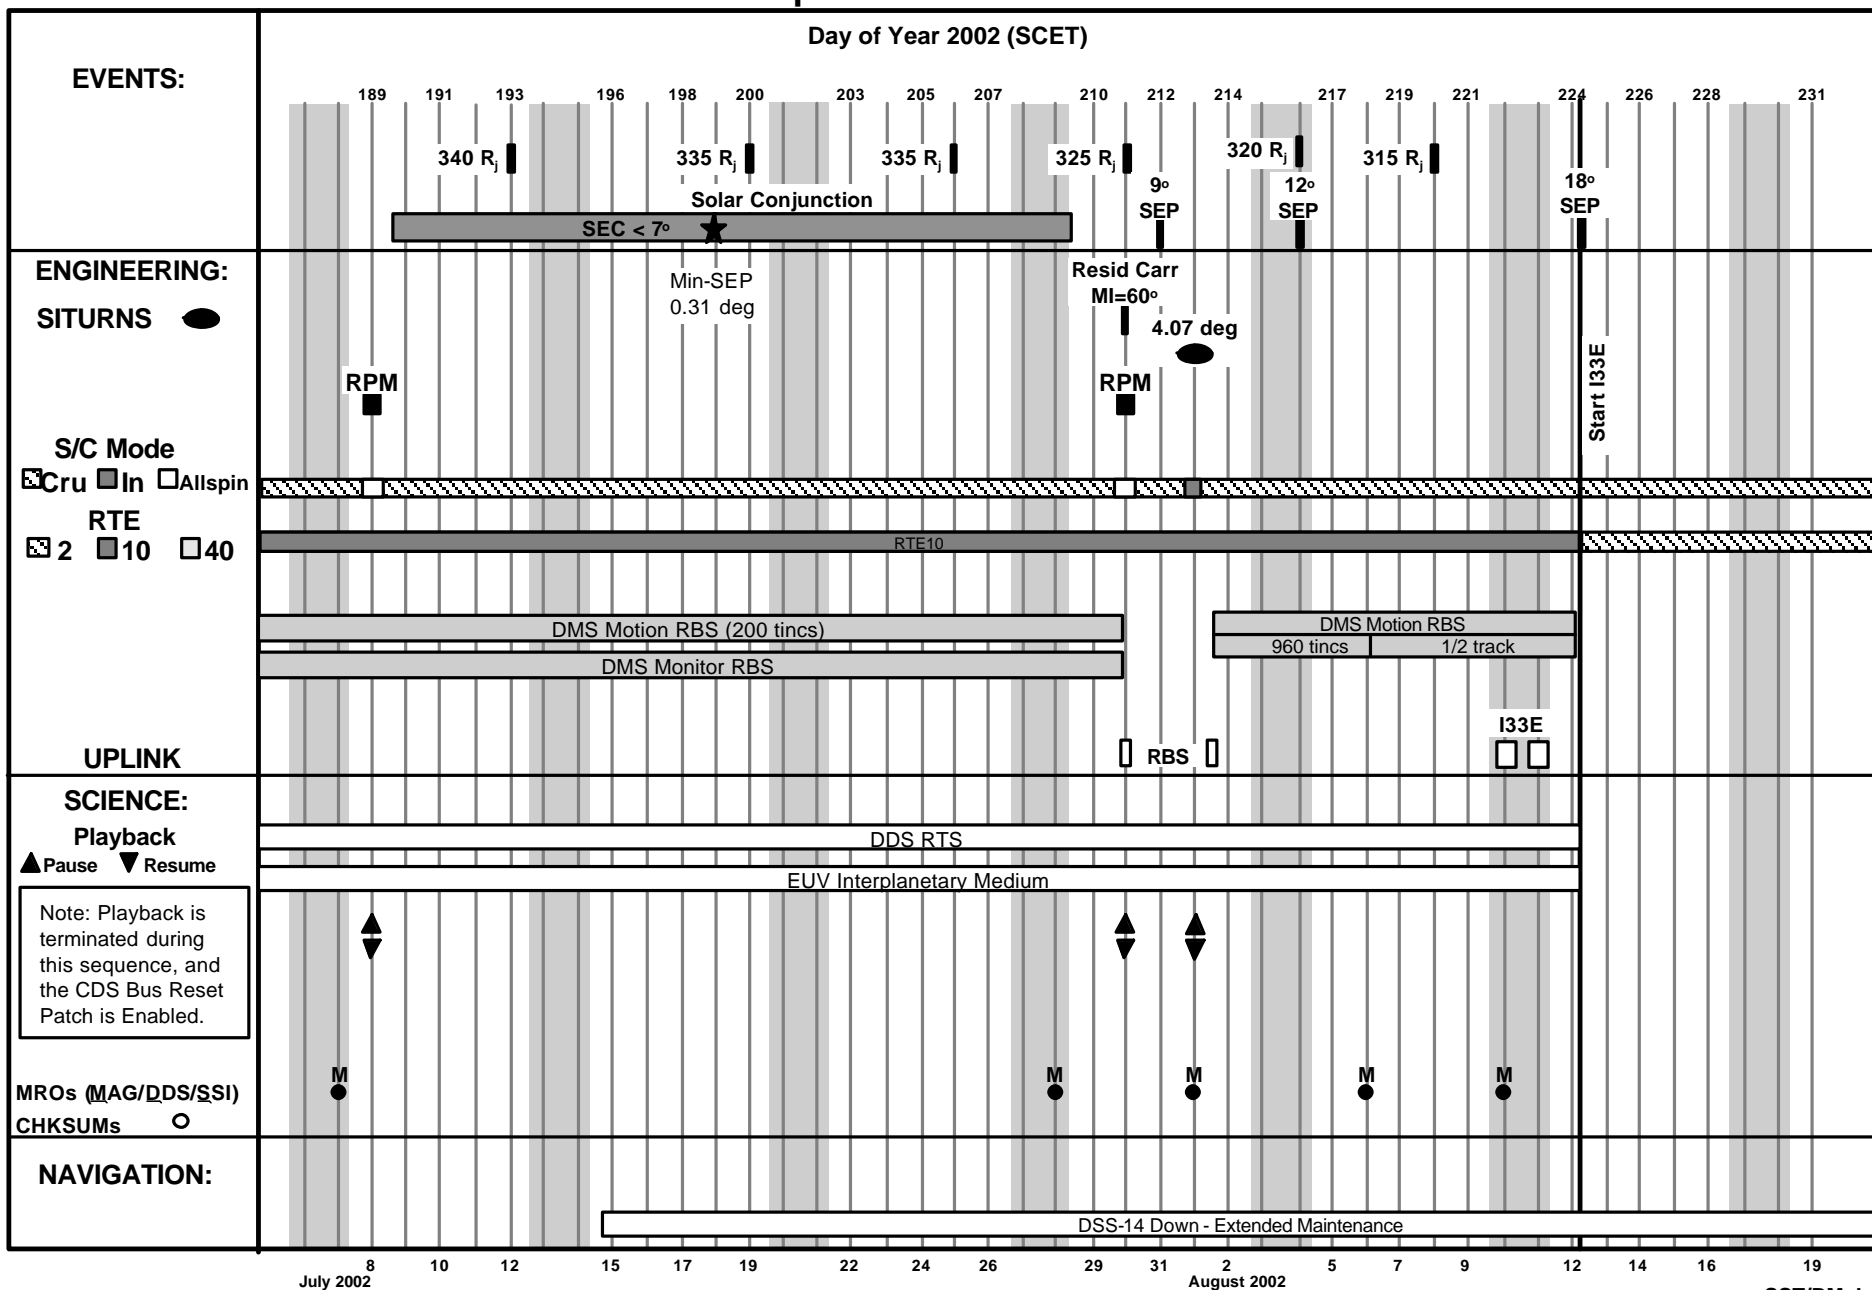 Day of Year 2002 (SCET)
EVENTS:
189 191 193 196 198 200 203 205 207 210 212 214 217 219 221 224 226 228 231
340 Rj 335 Rj 335 Rj 325 Rj 320 Rj 315 Rj
9o SEP
12o SEP
18o SEP
Solar Conjunction
SEC < 7o
ENGINEERING:
SITURNS
Min-SEP
0.31 deg
Resid Carr
MI=60o
4.07 deg
RPM RPM
Start I33E
S/C Mode
Cru In Allspin
RTE
2 10 40
RTE10
DMS Motion RBS (200 tincs)
DMS Monitor RBS
DMS Motion RBS
960 tincs 1/2 track
I33E
UPLINK
RBS
SCIENCE:
Playback
Pause Resume
DDS RTS
EUV Interplanetary Medium
Note: Playback is
terminated during
this sequence, and
the CDS Bus Reset
Patch is Enabled.
M M M M M
MROs (MAG/DDS/SSI)
CHKSUMs
NAVIGATION:
DSS-14 Down - Extended Maintenance
8 10 12 15 17 19 22 24 26 29 31 2 5 7 9 12 14 16 19
July 2002 August 2002